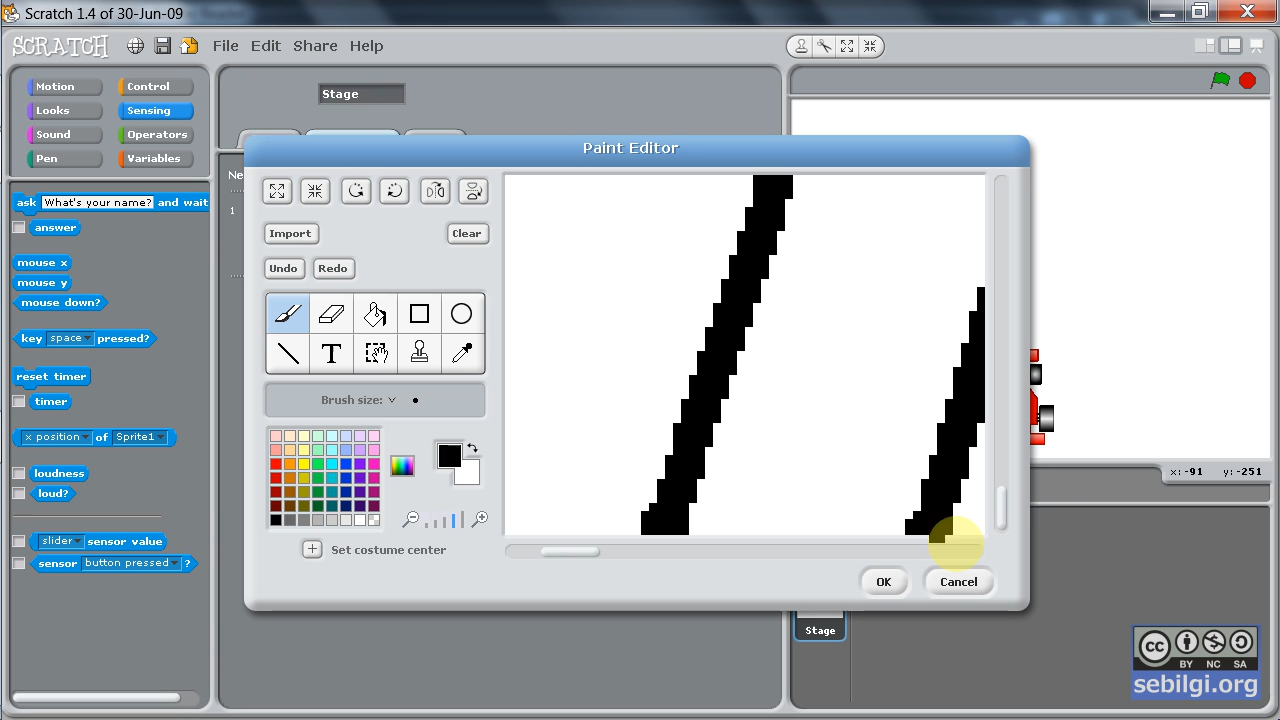 Scratch 1.4 of 30-Jun-09
SCRATCH File Edit Share Help
Motion Control
Looks Sensing
Sound Operators
Pen Variables
Stage
Ne
1
ask What's your name? and wait
answer
mouse x
mouse y
mouse down?
key space pressed?
reset timer
timer
x position of Sprite1
loudness
loud?
slider sensor value
sensor button pressed ?
Paint Editor
Import Clear
Undo Redo
T
Brush size:
Set costume center
OK Cancel
x: -91 y: -251
Stage
cc BY NC SA
sebilgi.org